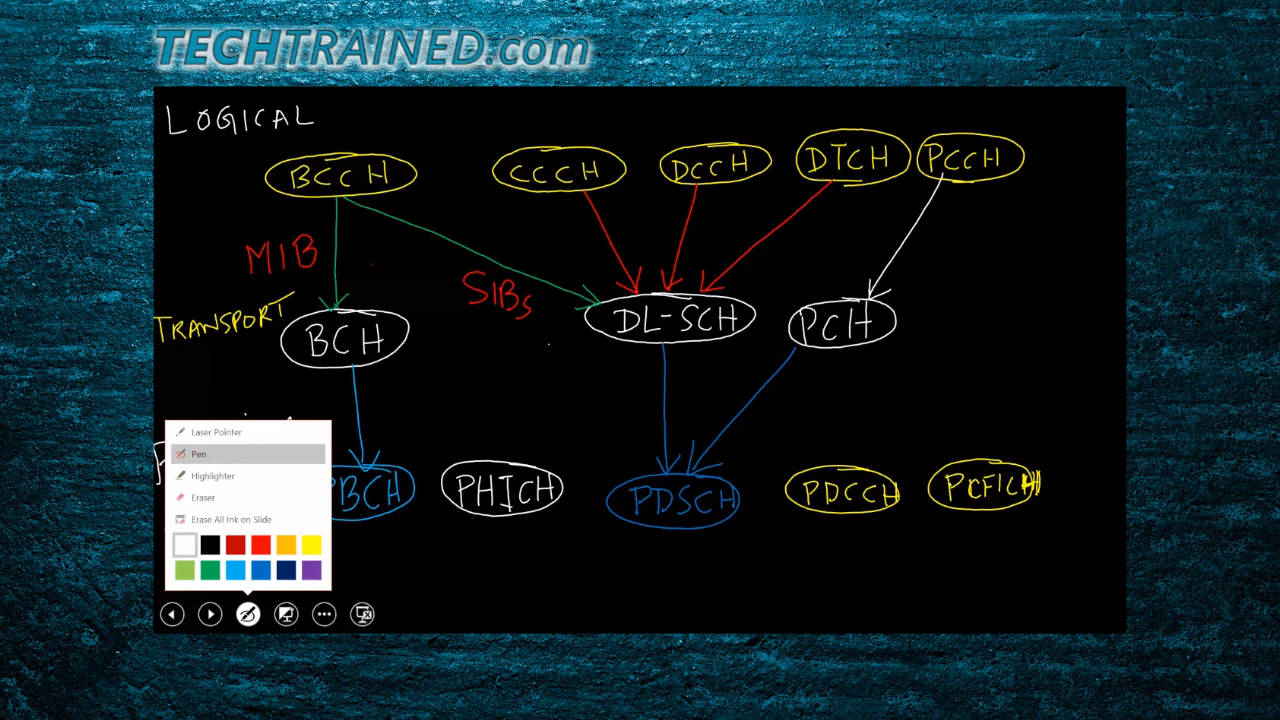 TECHTRAINED.com
LOGICAL
BCCH CCCH DCCH DTCH PCCH
MIB
SIBs
TRANSPORT
BCH DL-SCH PCH
Laser Pointer
Pen
Highlighter
Eraser
Erase All Ink on Slide
PBCH PHICH PDSCH PDCCH PCFICH